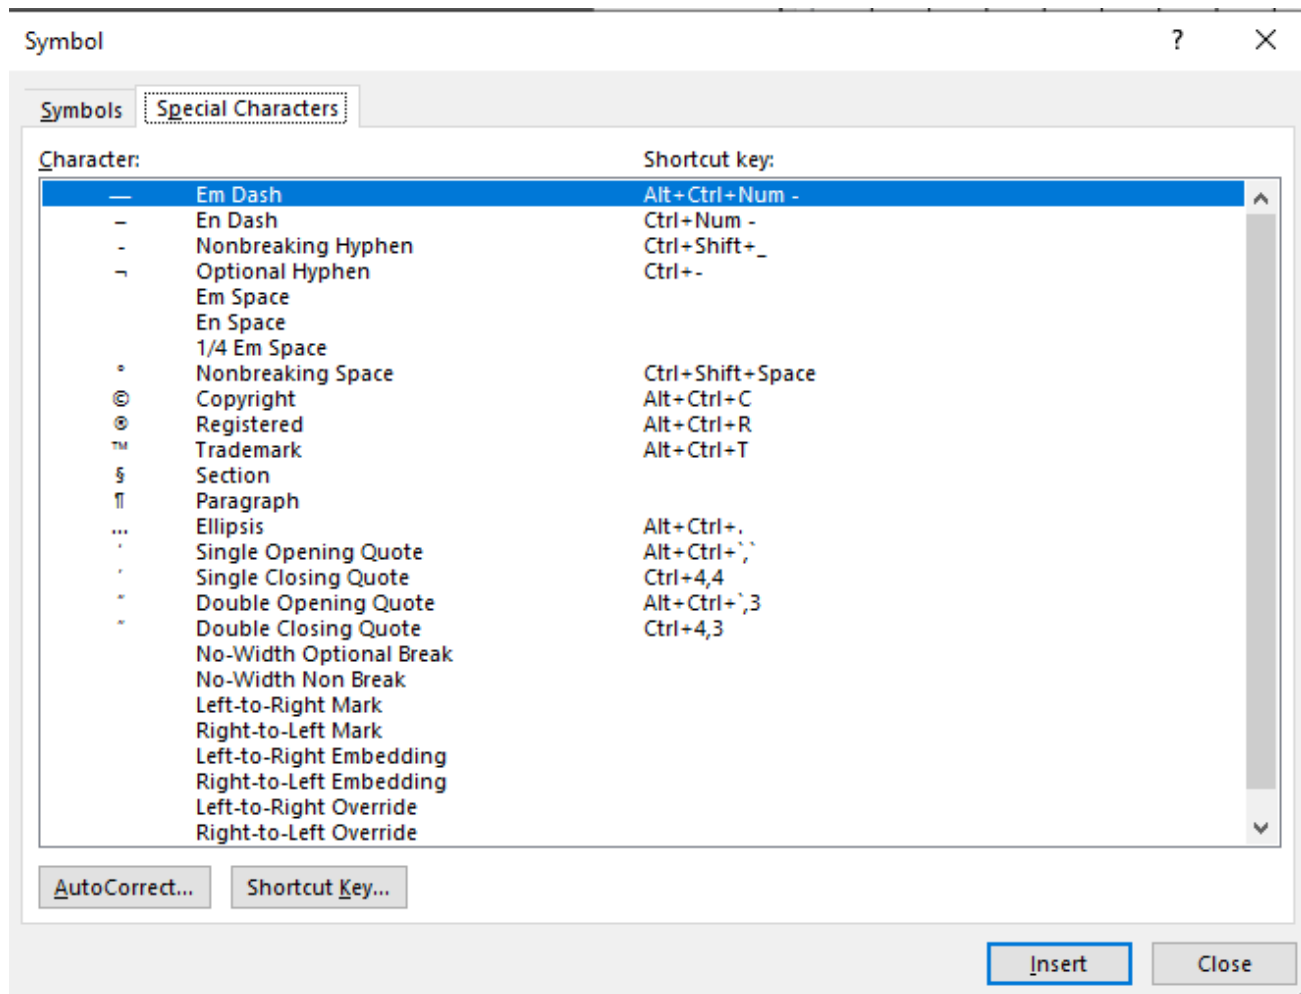 Symbol ?
Symbols Special Characters
Character: Shortcut key:
— Em Dash Alt+Ctrl+Num -
– En Dash Ctrl+Num -
- Nonbreaking Hyphen Ctrl+Shift+_
¬ Optional Hyphen Ctrl+-
Em Space
En Space
1/4 Em Space
° Nonbreaking Space Ctrl+Shift+Space
© Copyright Alt+Ctrl+C
® Registered Alt+Ctrl+R
™ Trademark Alt+Ctrl+T
§ Section
¶ Paragraph
… Ellipsis Alt+Ctrl+.
‘ Single Opening Quote Alt+Ctrl+`,`
’ Single Closing Quote Ctrl+4,4
“ Double Opening Quote Alt+Ctrl+`,3
” Double Closing Quote Ctrl+4,3
No-Width Optional Break
No-Width Non Break
Left-to-Right Mark
Right-to-Left Mark
Left-to-Right Embedding
Right-to-Left Embedding
Left-to-Right Override
Right-to-Left Override
AutoCorrect... Shortcut Key...
Insert Close